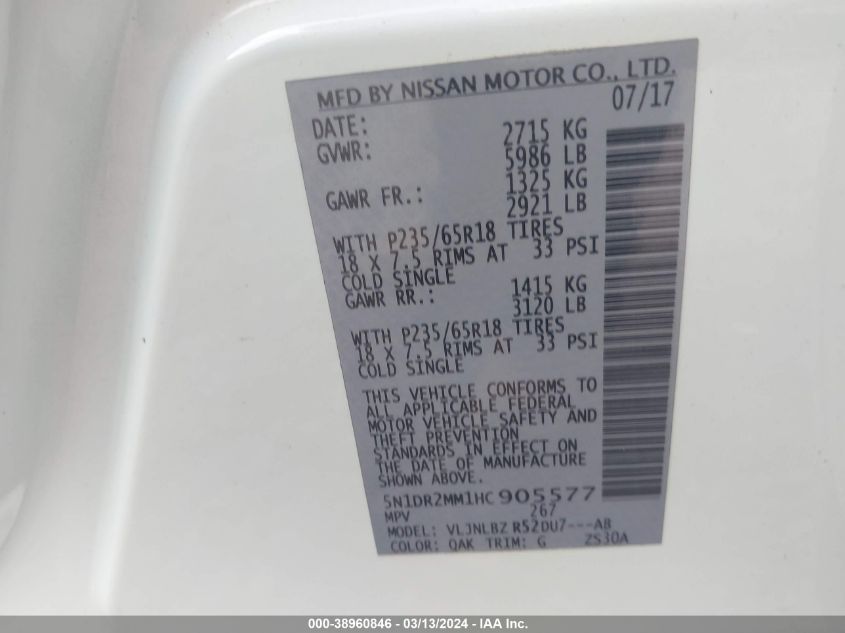 MFD BY NISSAN MOTOR CO., LTD.
DATE: 07/17
GVWR: 2715 KG
5986 LB
GAWR FR.: 1325 KG
2921 LB
WITH P235/65R18 TIRES
18 X 7.5 RIMS AT 33 PSI
COLD SINGLE
GAWR RR.: 1415 KG
3120 LB
WITH P235/65R18 TIRES
18 X 7.5 RIMS AT 33 PSI
COLD SINGLE
THIS VEHICLE CONFORMS TO
ALL APPLICABLE FEDERAL
MOTOR VEHICLE SAFETY AND
THEFT PREVENTION
STANDARDS IN EFFECT ON
THE DATE OF MANUFACTURE
SHOWN ABOVE.
5N1DR2MM1HC905577
MPV 267
MODEL: VLJNLBZ R52DU7---AB
COLOR: QAK TRIM: G 2S30A
000-38960846 - 03/13/2024 - IAA Inc.